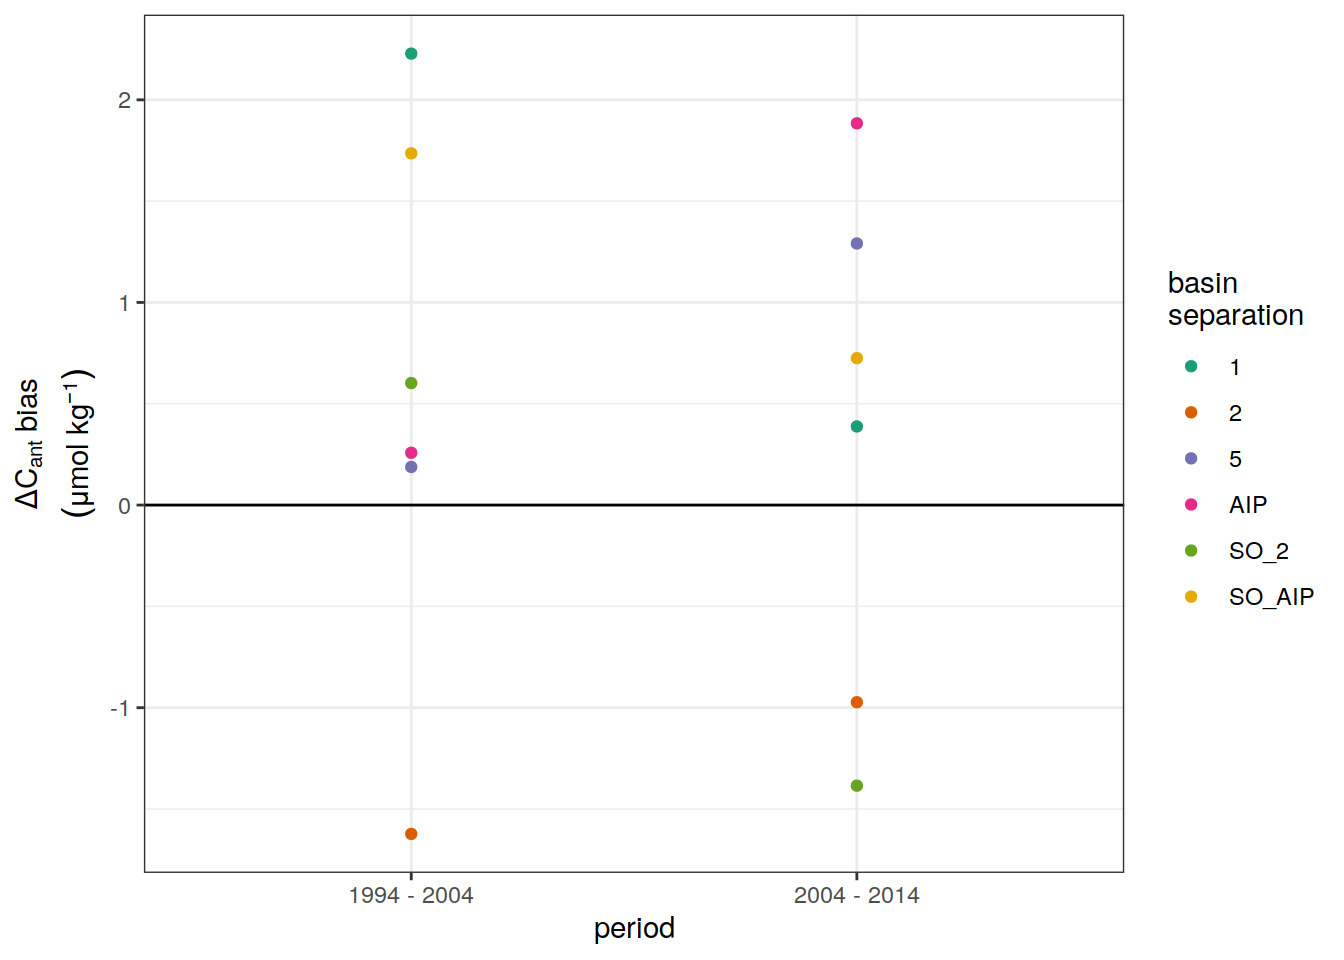 2
1
0
-1
ΔCant bias
(μmol kg⁻¹)
1994 - 2004
2004 - 2014
period
basin
separation
1
2
5
AIP
SO_2
SO_AIP